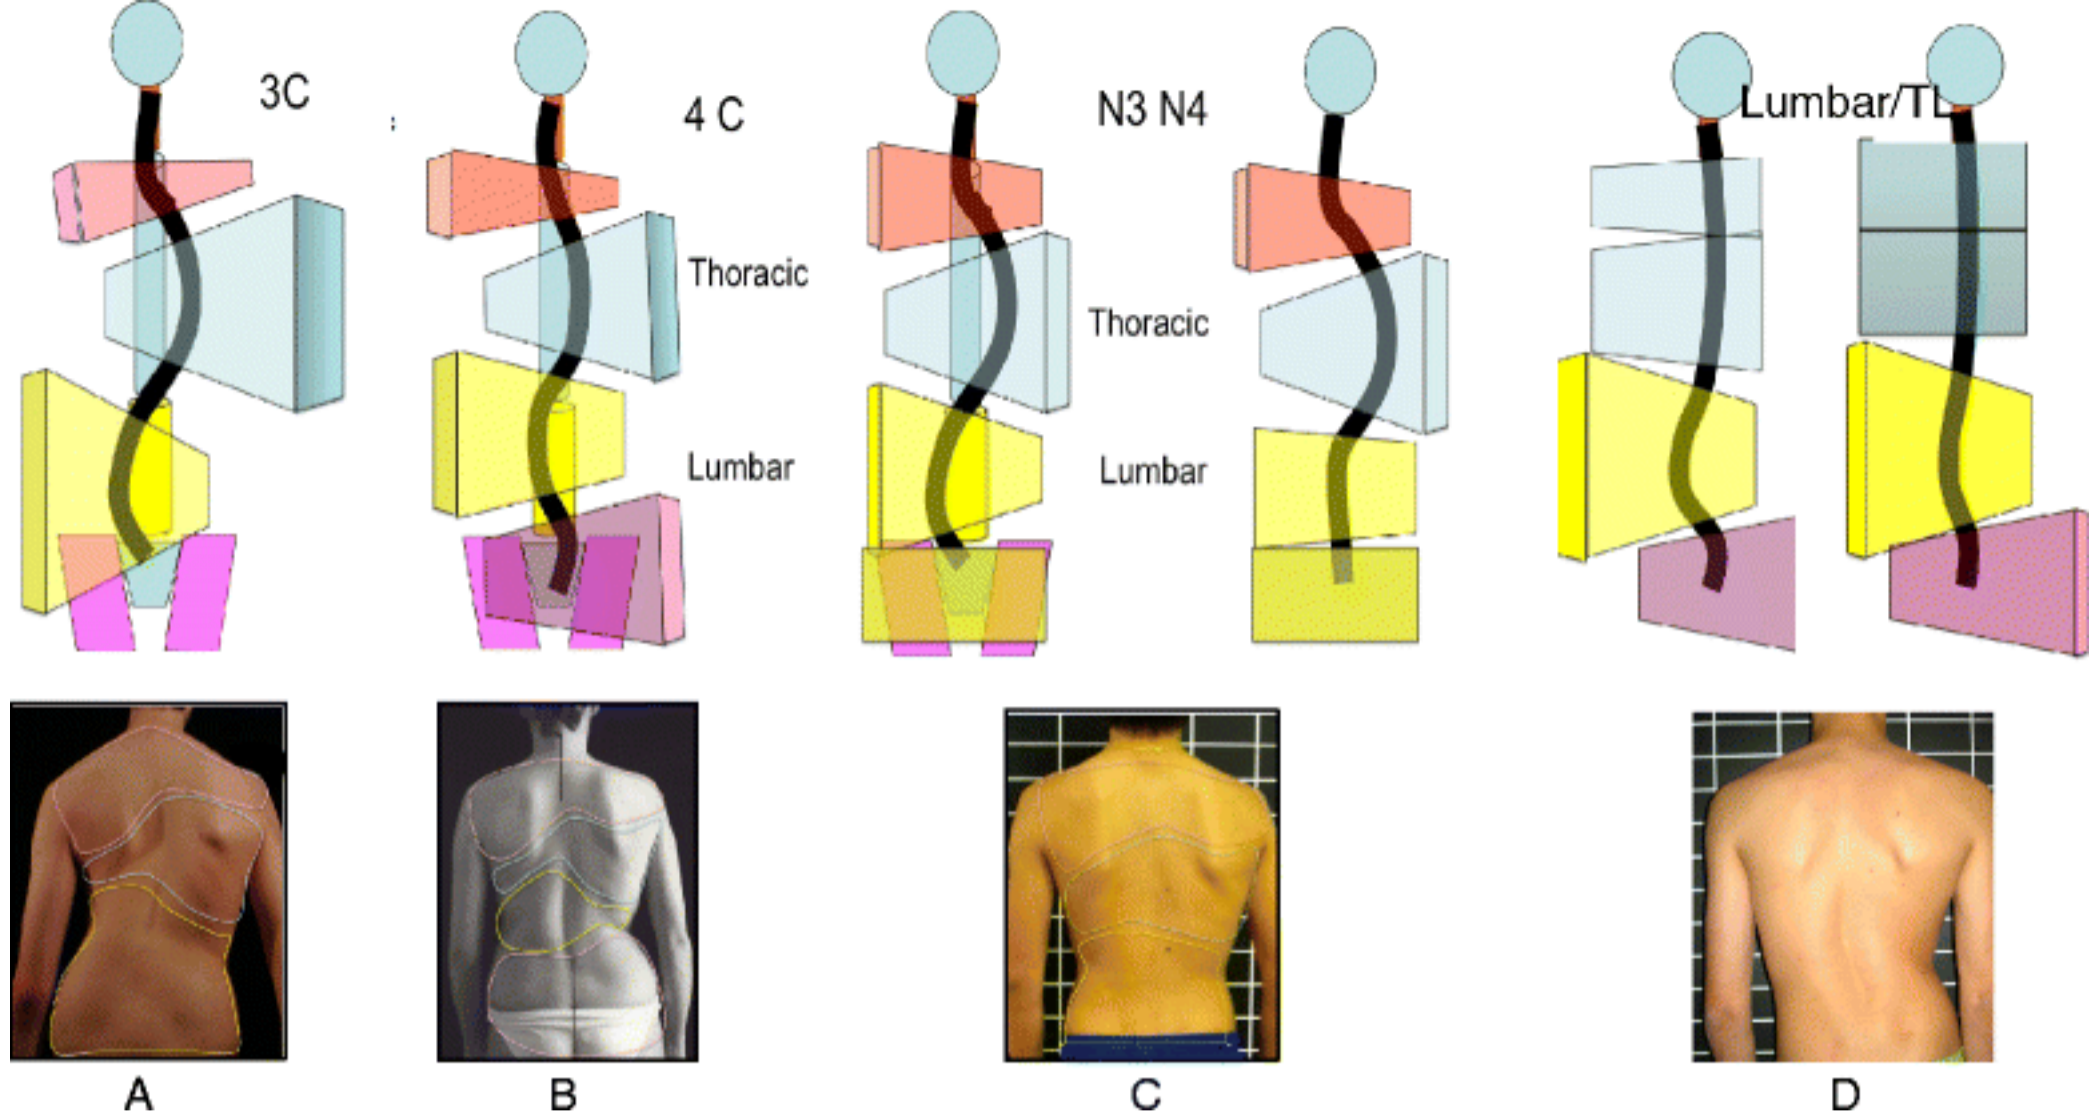 3C
4 C
N3 N4
Lumbar/TL
Thoracic
Thoracic
Lumbar
Lumbar
A
B
C
D